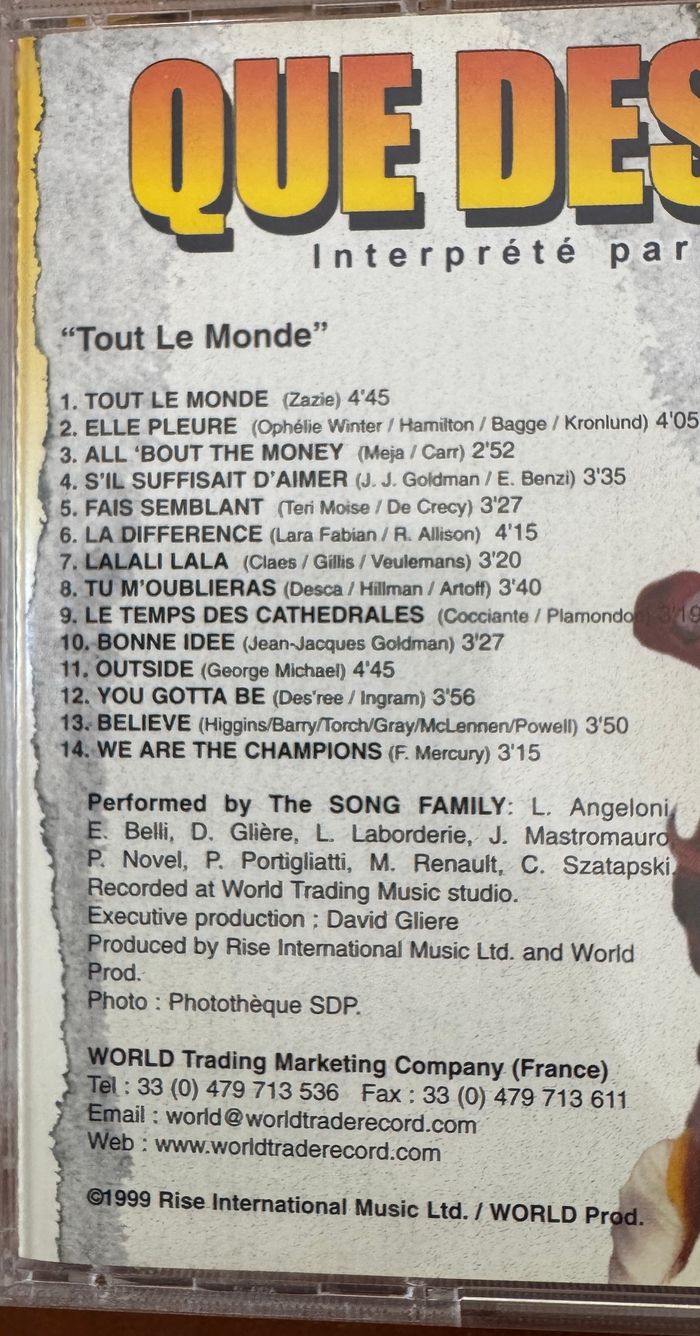 QUE DES
Interprété par
“Tout Le Monde”
1. TOUT LE MONDE (Zazie) 4'45
2. ELLE PLEURE (Ophélie Winter / Hamilton / Bagge / Kronlund) 4'05
3. ALL ‘BOUT THE MONEY (Meja / Carr) 2'52
4. S’IL SUFFISAIT D’AIMER (J. J. Goldman / E. Benzi) 3'35
5. FAIS SEMBLANT (Teri Moise / De Crecy) 3'27
6. LA DIFFERENCE (Lara Fabian / R. Allison) 4'15
7. LALALI LALA (Claes / Gillis / Veulemans) 3'20
8. TU M’OUBLIERAS (Desca / Hillman / Artoff) 3'40
9. LE TEMPS DES CATHEDRALES (Cocciante / Plamondon) 3'19
10. BONNE IDEE (Jean-Jacques Goldman) 3'27
11. OUTSIDE (George Michael) 4'45
12. YOU GOTTA BE (Des'ree / Ingram) 3'56
13. BELIEVE (Higgins/Barry/Torch/Gray/McLennen/Powell) 3'50
14. WE ARE THE CHAMPIONS (F. Mercury) 3'15
Performed by The SONG FAMILY: L. Angeloni,
E. Belli, D. Glière, L. Laborderie, J. Mastromauro,
P. Novel, P. Portigliatti, M. Renault, C. Szatapski.
Recorded at World Trading Music studio.
Executive production : David Gliere
Produced by Rise International Music Ltd. and World
Prod.
Photo : Photothèque SDP.
WORLD Trading Marketing Company (France)
Tel : 33 (0) 479 713 536 Fax : 33 (0) 479 713 611
Email : world@worldtraderecord.com
Web : www.worldtraderecord.com
©1999 Rise International Music Ltd. / WORLD Prod.